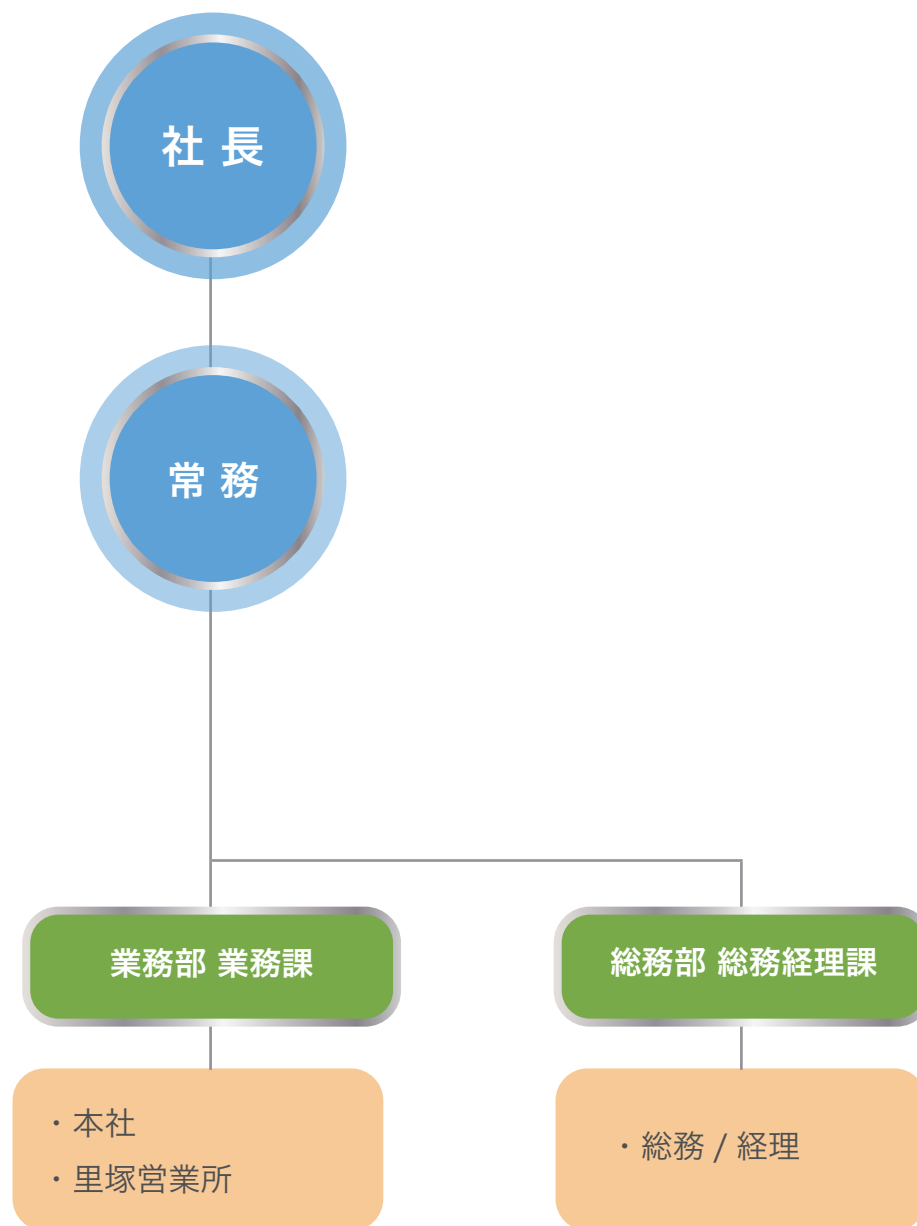 社 長
常 務
業務部 業務課
総務部 総務経理課
・本社
・里塚営業所
・総務 / 経理